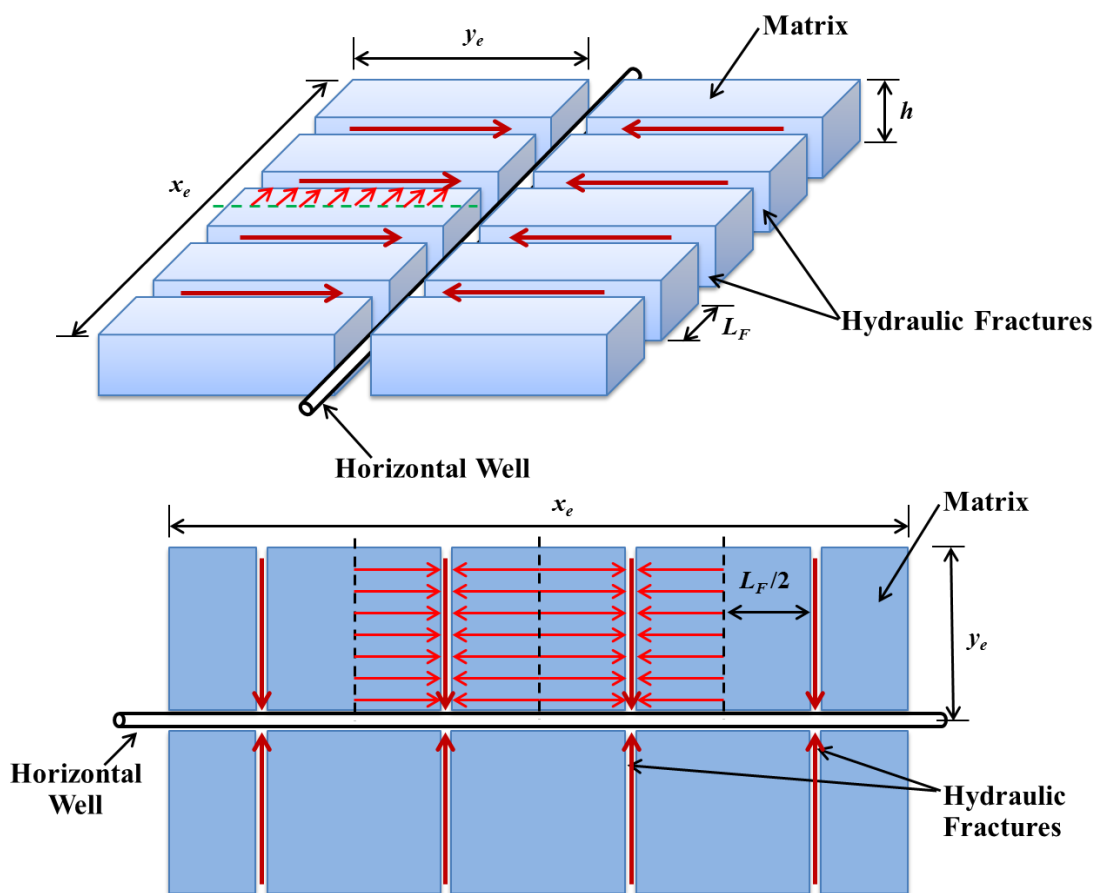 y_e
Matrix
h
x_e
Hydraulic Fractures
L_F
Horizontal Well
x_e
Matrix
L_F/2
y_e
Horizontal
Well
Hydraulic
Fractures